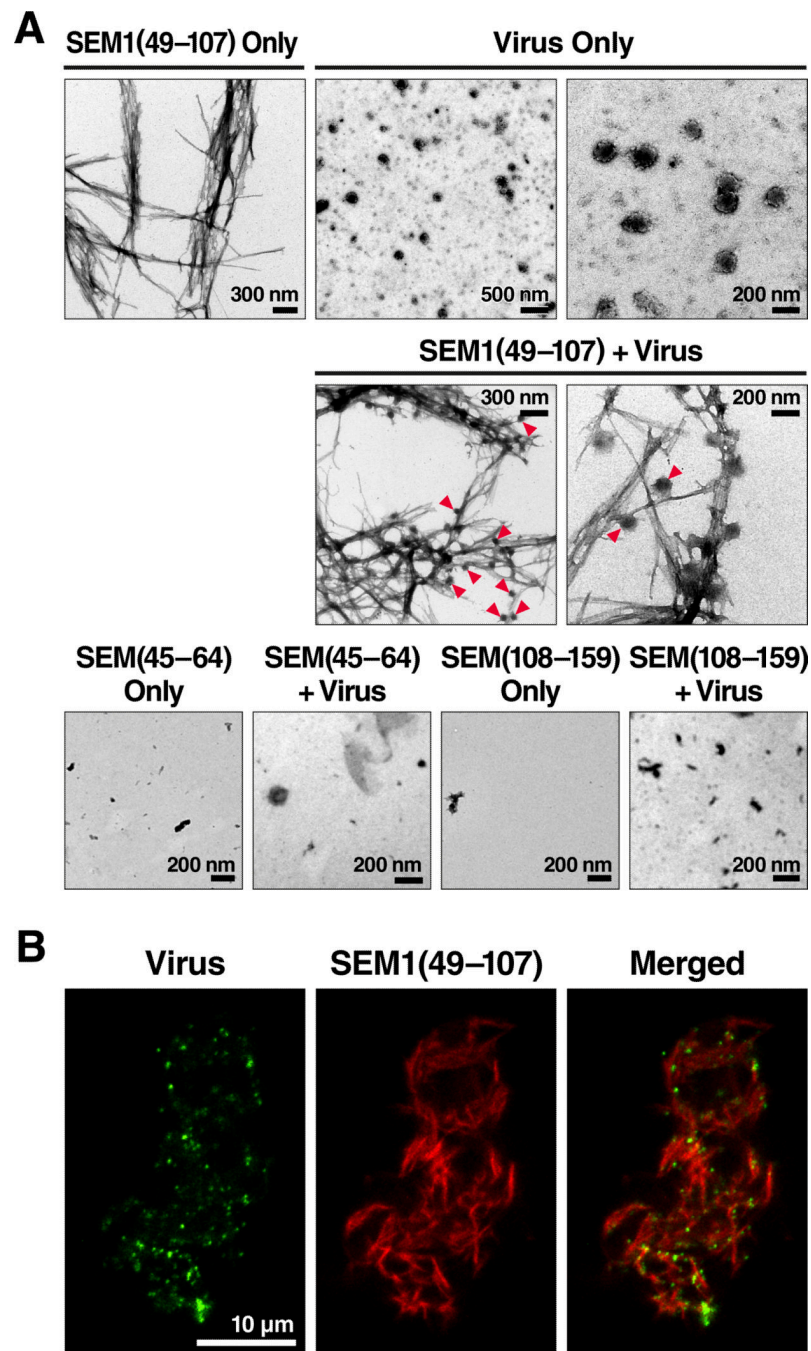 A
SEM1(49–107) Only
Virus Only
300 nm
500 nm
200 nm
SEM1(49–107) + Virus
300 nm
200 nm
SEM(45–64)
Only
SEM(45–64)
+ Virus
SEM(108–159)
Only
SEM(108–159)
+ Virus
200 nm
200 nm
200 nm
200 nm
B
Virus
SEM1(49–107)
Merged
10 µm